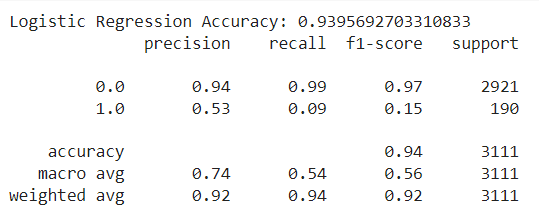 Logistic Regression Accuracy: 0.9395692703310833
precision recall f1-score support
0.0 0.94 0.99 0.97 2921
1.0 0.53 0.09 0.15 190
accuracy 0.94 3111
macro avg 0.74 0.54 0.56 3111
weighted avg 0.92 0.94 0.92 3111